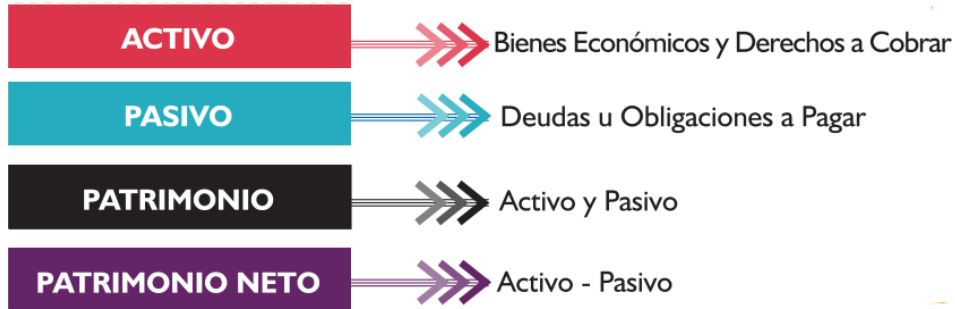 ACTIVO Bienes Económicos y Derechos a Cobrar
PASIVO Deudas u Obligaciones a Pagar
PATRIMONIO Activo y Pasivo
PATRIMONIO NETO Activo - Pasivo